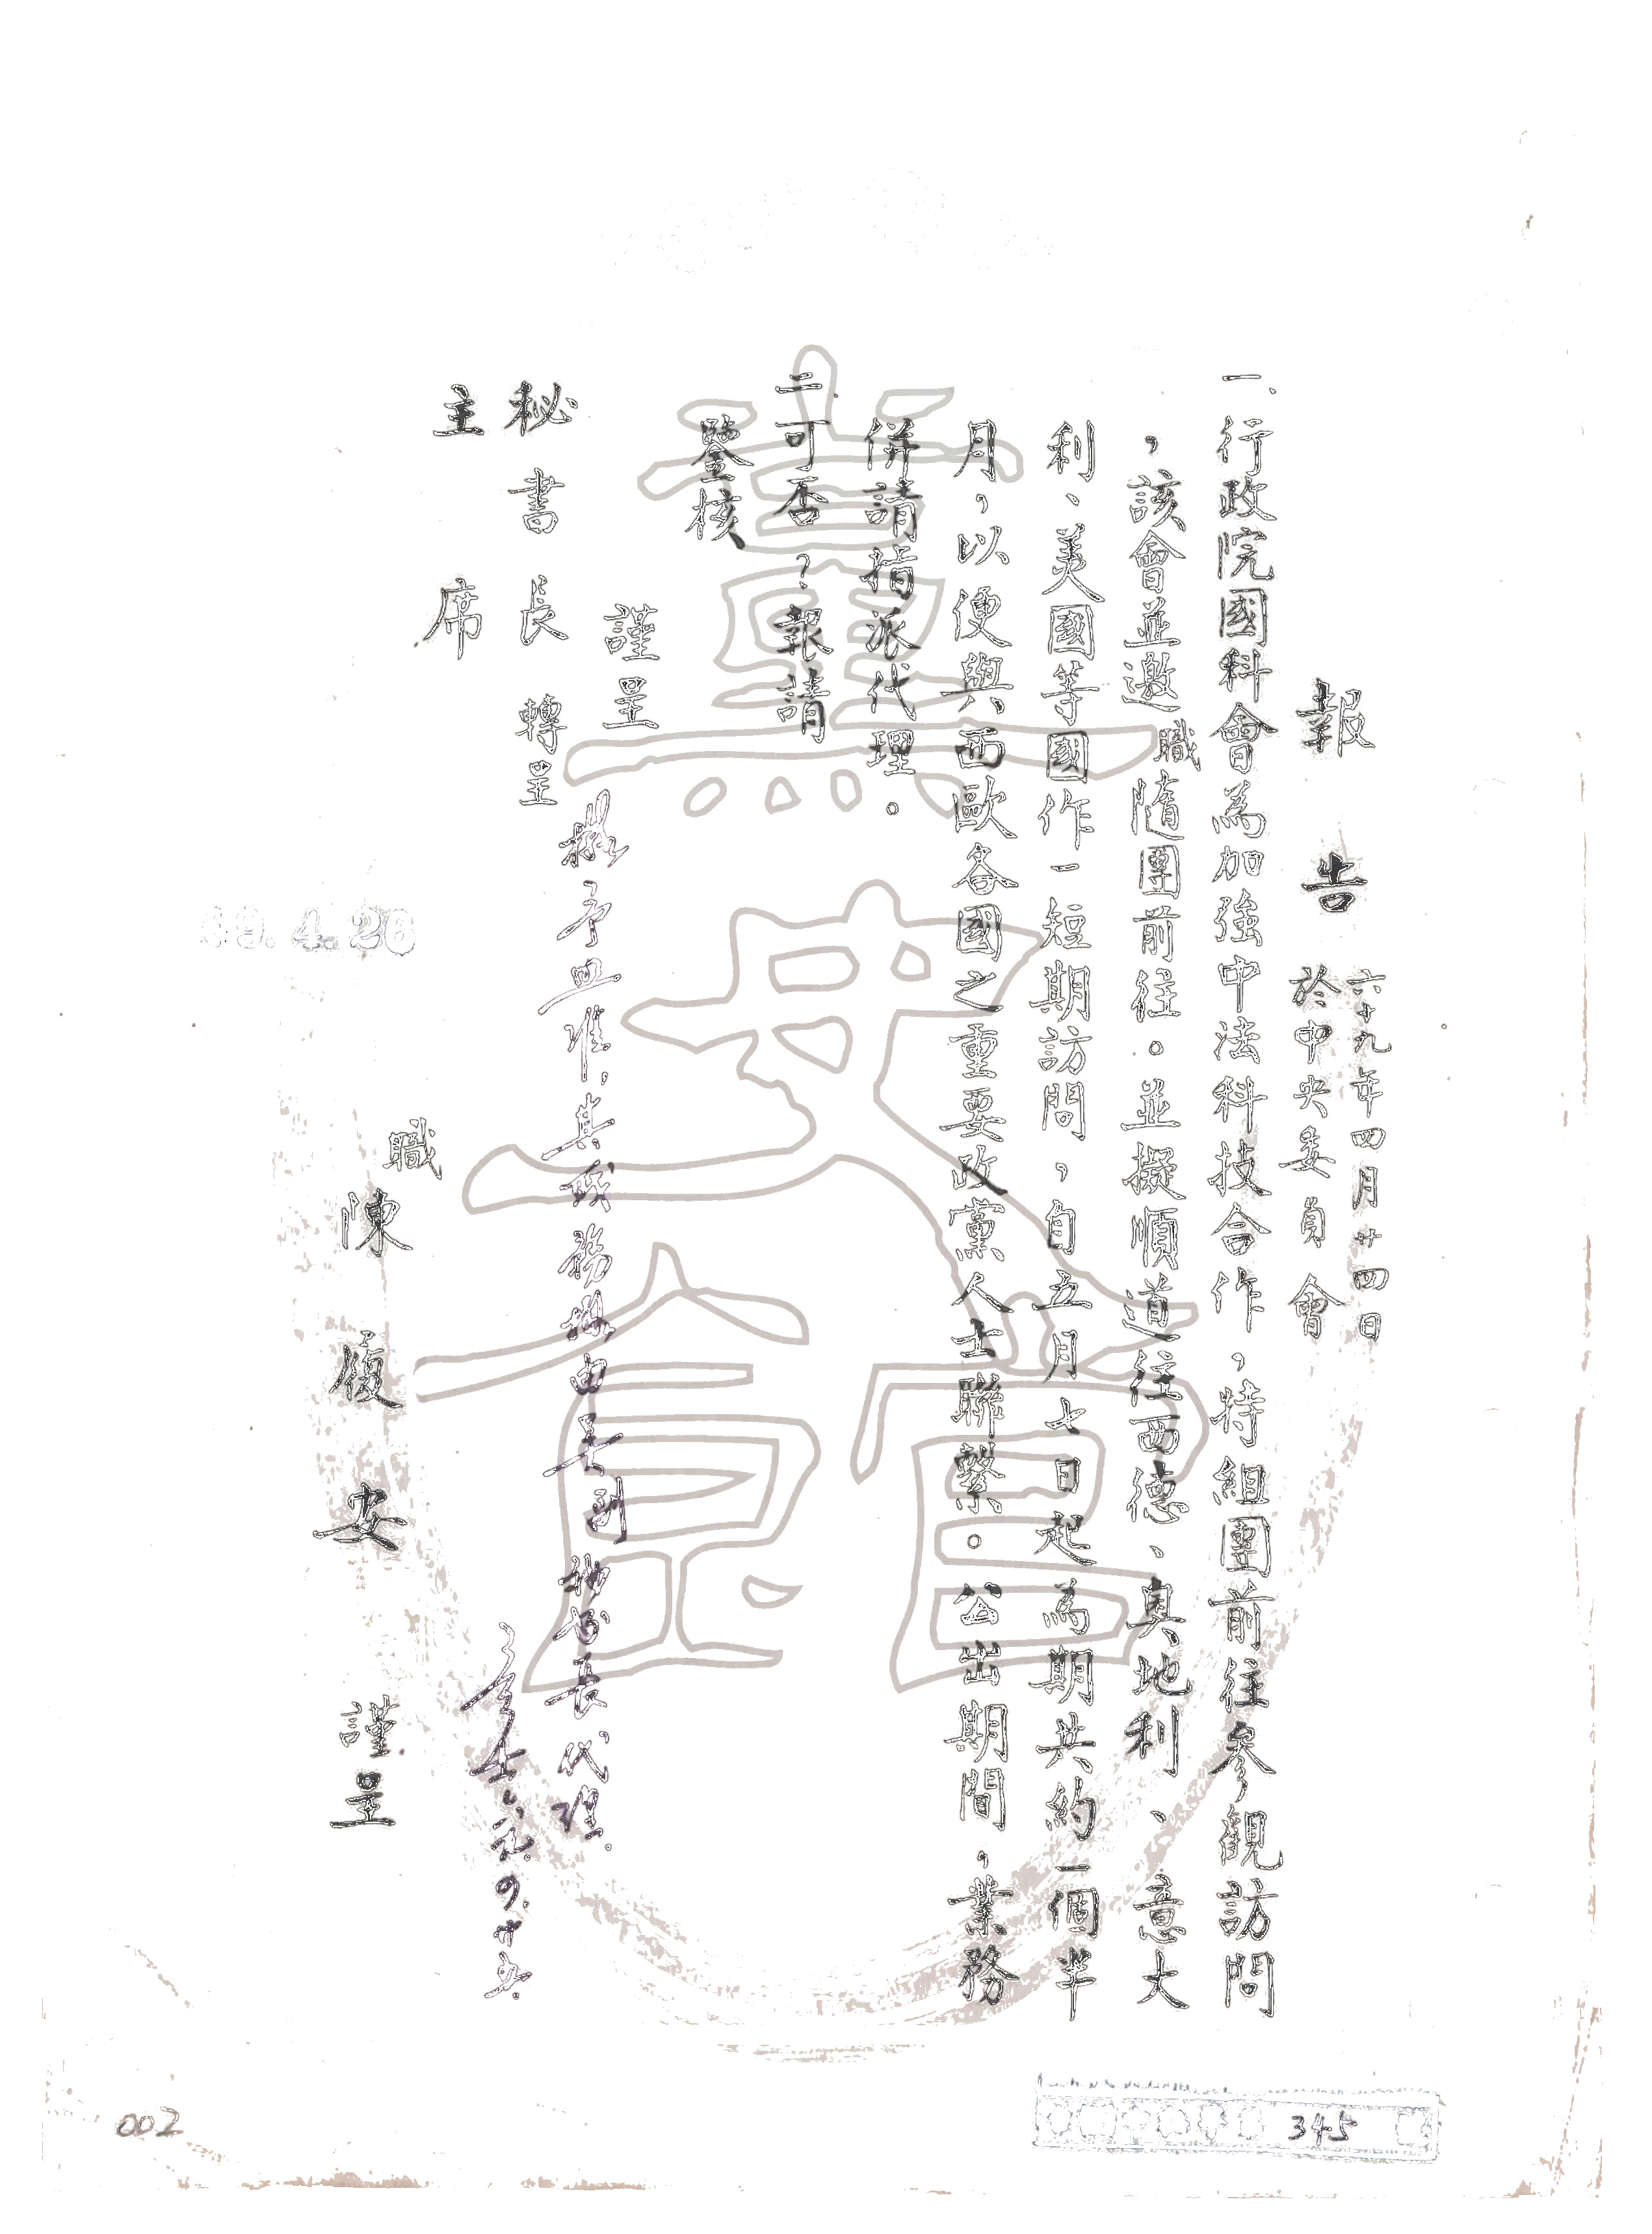 報告
六十九年四月廿四日
於中央委員會
一、行政院國科會為加強中法科技合作，特組團前往參觀訪問
，該會並邀職隨團前往。並擬順道往西德、奧地利、意大
利、美國等國作一短期訪問，自五月七日起為期共約一個半
月，以便與西歐各國之重要政黨人士聯繫。公出期間，業務
併請指派代理。
二、可否？報請
鑒核
謹呈
秘書長轉呈
主席
職陳履安謹呈
擬予照准，其職務擬由吳副秘書長代理。
69.4.26
002
345